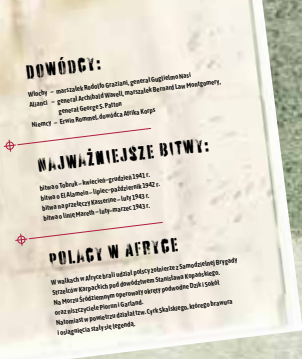 DOWÓDCY:
Włochy – marszałek Rodolfo Graziani, generał Guglielmo Nasi
Alianci – generał Archibald Wavell, marszałek Bernard Law Montgomery,
generał George S. Patton
Niemcy – Erwin Rommel, dowódca Afrika Korps
NAJWAŻNIEJSZE BITWY:
bitwa o Tobruk – kwiecień–grudzień 1941 r.
bitwa o El Alamein – lipiec–październik 1942 r.
bitwa na przełęczy Kasserine – luty 1943 r.
bitwa o linię Mareth – luty–marzec 1943 r.
POLACY W AFRYCE
W walkach w Afryce brali udział polscy żołnierze z Samodzielnej Brygady
Strzelców Karpackich pod dowództwem Stanisława Kopańskiego.
Na Morzu Śródziemnym operowały okręty podwodne Dzik i Sokół
oraz niszczyciele Piorun i Garland.
Natomiast w powietrzu działał tzw. Cyrk Skalskiego, którego brawura
i osiągnięcia stały się legendą.